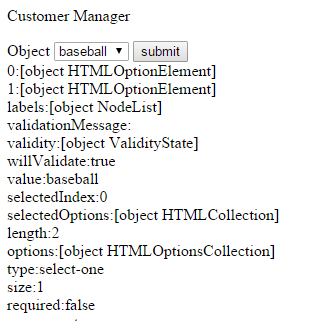 Customer Manager
Object baseball submit
0:[object HTMLOptionElement]
1:[object HTMLOptionElement]
labels:[object NodeList]
validationMessage:
validity:[object ValidityState]
willValidate:true
value:baseball
selectedIndex:0
selectedOptions:[object HTMLCollection]
length:2
options:[object HTMLOptionsCollection]
type:select-one
size:1
required:false